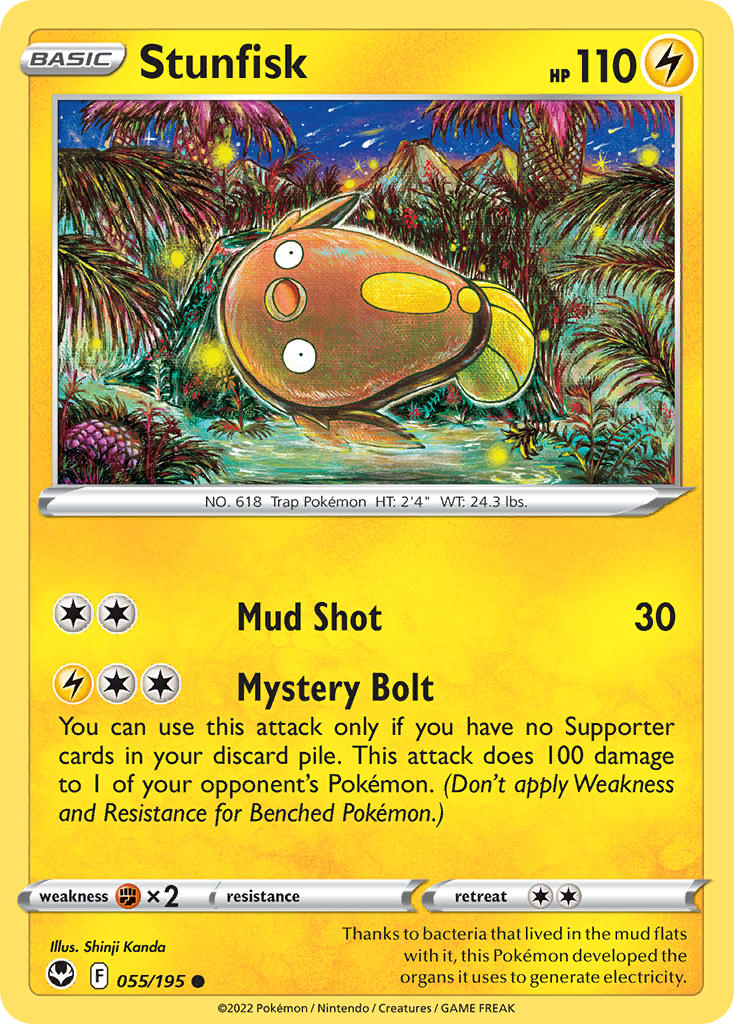 BASIC Stunfisk HP 110
NO. 618 Trap Pokémon HT: 2'4" WT: 24.3 lbs.
Mud Shot 30
Mystery Bolt
You can use this attack only if you have no Supporter
cards in your discard pile. This attack does 100 damage
to 1 of your opponent's Pokémon. (Don't apply Weakness
and Resistance for Benched Pokémon.)
weakness ×2 resistance retreat
Illus. Shinji Kanda
Thanks to bacteria that lived in the mud flats
with it, this Pokémon developed the
organs it uses to generate electricity.
F 055/195
©2022 Pokémon / Nintendo / Creatures / GAME FREAK